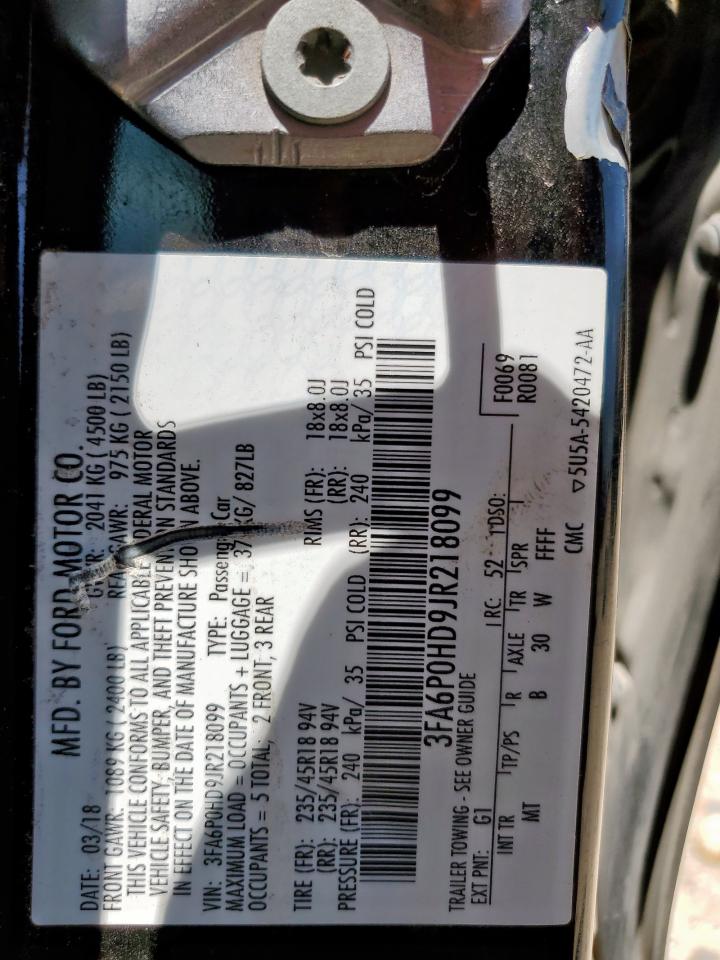 MFD. BY FORD MOTOR CO.
DATE: 03/18 GVWR: 2041 KG ( 4500 LB)
FRONT GAWR: 1089 KG ( 2400 LB) REAR GAWR: 975 KG ( 2150 LB)
THIS VEHICLE CONFORMS TO ALL APPLICABLE FEDERAL MOTOR
VEHICLE SAFETY, BUMPER, AND THEFT PREVENTION STANDARDS
IN EFFECT ON THE DATE OF MANUFACTURE SHOWN ABOVE.
VIN: 3FA6P0HD9JR218099 TYPE: Passenger Car
MAXIMUM LOAD = OCCUPANTS + LUGGAGE = KG/ 827LB
OCCUPANTS = 5 TOTAL, 2 FRONT, 3 REAR
TIRE (FR): 235/45R18 94V RIMS (FR): 18x8.0J
(RR): 235/45R18 94V (RR): 18x8.0J
PRESSURE (FR): 240 kPa/ 35 PSI COLD (RR): 240 kPa/ 35 PSI COLD
3FA6P0HD9JR218099
TRAILER TOWING - SEE OWNER GUIDE F0069
EXT PNT: G1 RC: 52 DSO: R0081
INT TR TP/PS R AXLE TR SPR
MT B 30 W FFFF
CMC ▽5U5A-5420472-AA